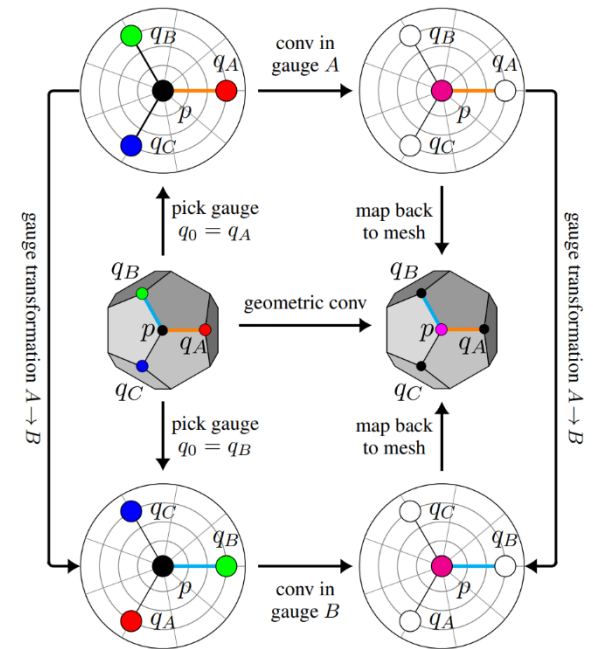 q_B
q_A
p
q_C
conv in
gauge A
q_B
q_A
p
q_C
pick gauge
q_0 = q_A
map back
to mesh
gauge transformation A → B
gauge transformation A → B
q_B
p
q_A
q_C
geometric conv
q_B
p
q_A
q_C
pick gauge
q_0 = q_B
map back
to mesh
q_C
q_B
p
q_A
conv in
gauge B
q_C
q_B
p
q_A